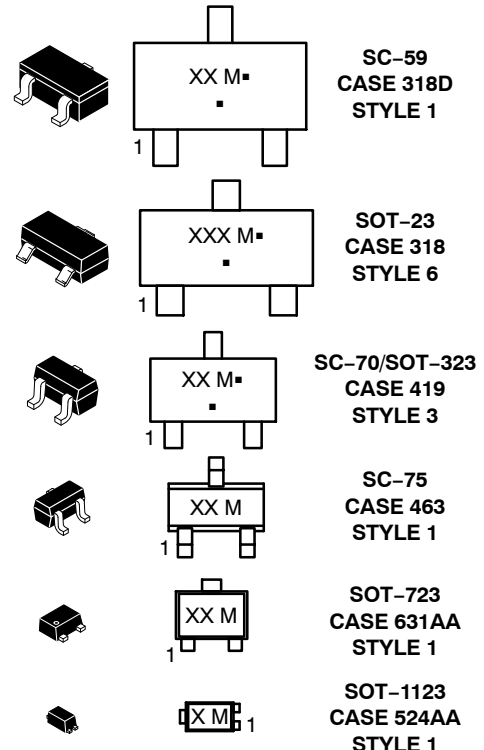 XX M▪
▪
1
SC−59
CASE 318D
STYLE 1
XXX M▪
▪
1
SOT−23
CASE 318
STYLE 6
XX M▪
▪
1
SC−70/SOT−323
CASE 419
STYLE 3
XX M
1
SC−75
CASE 463
STYLE 1
XX M
1
SOT−723
CASE 631AA
STYLE 1
X M
1
SOT−1123
CASE 524AA
STYLE 1